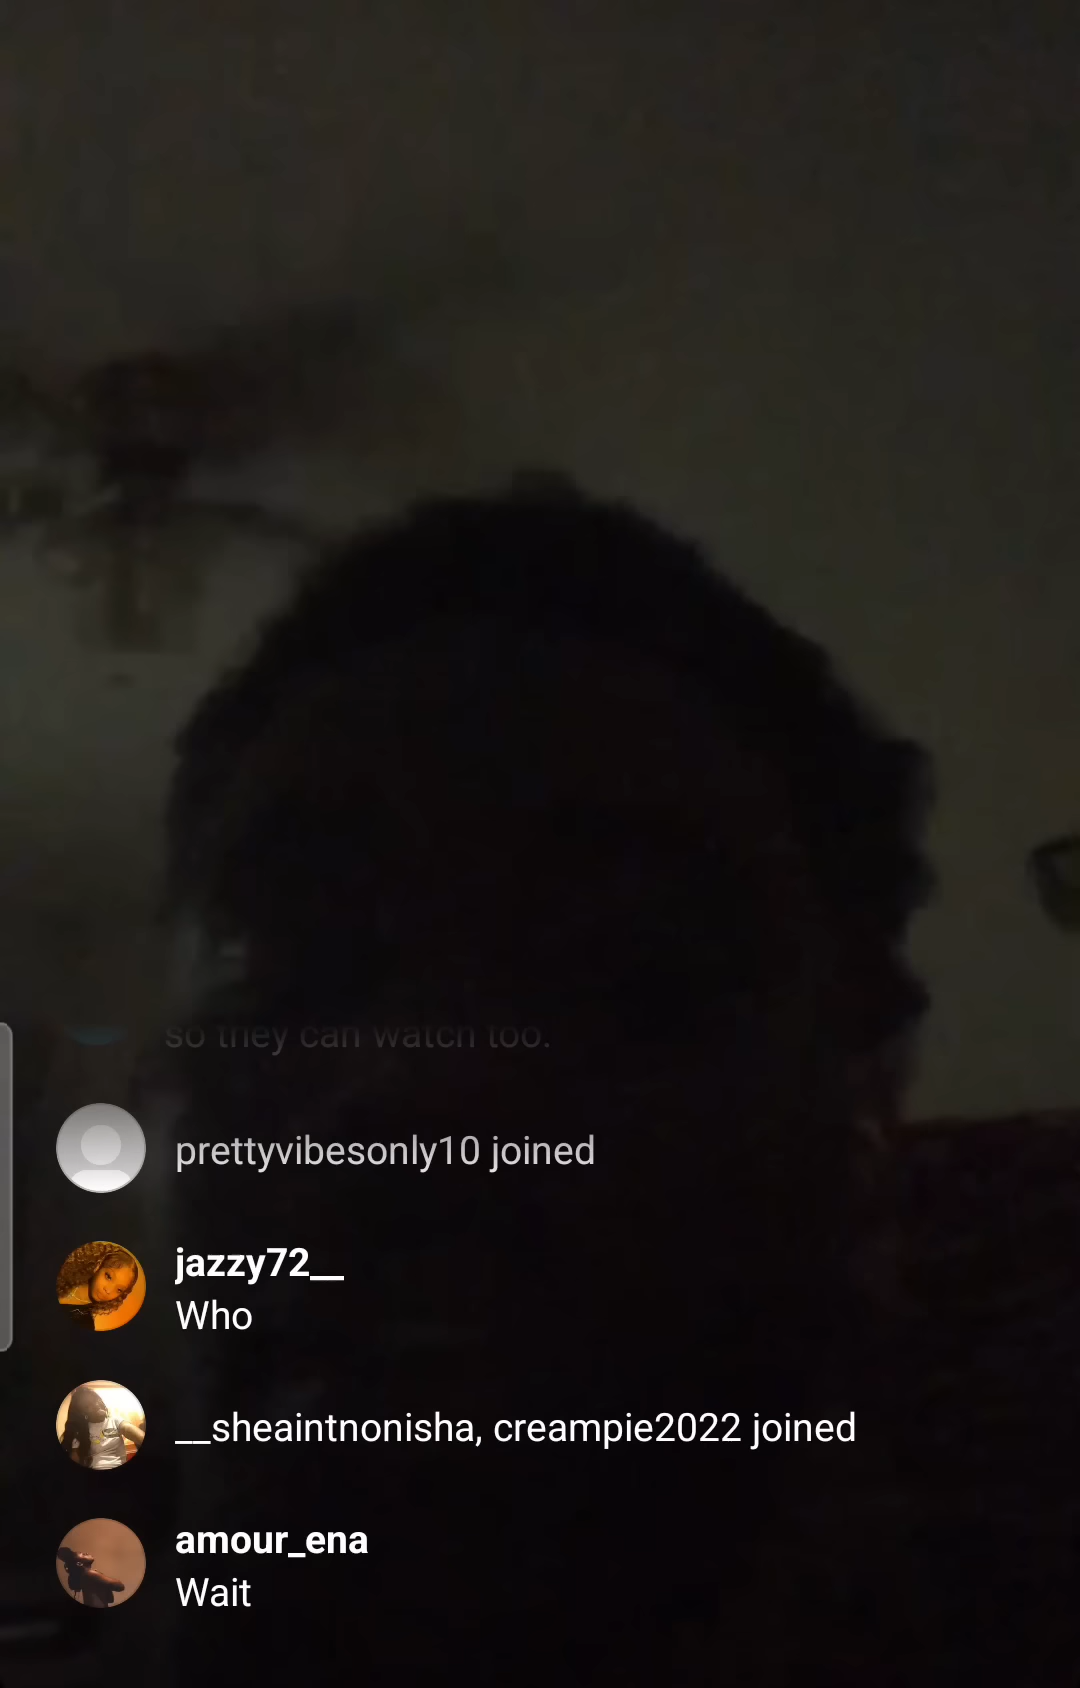 so they can watch too.
prettyvibesonly10 joined
jazzy72__
Who
__sheaintnonisha, creampie2022 joined
amour_ena
Wait